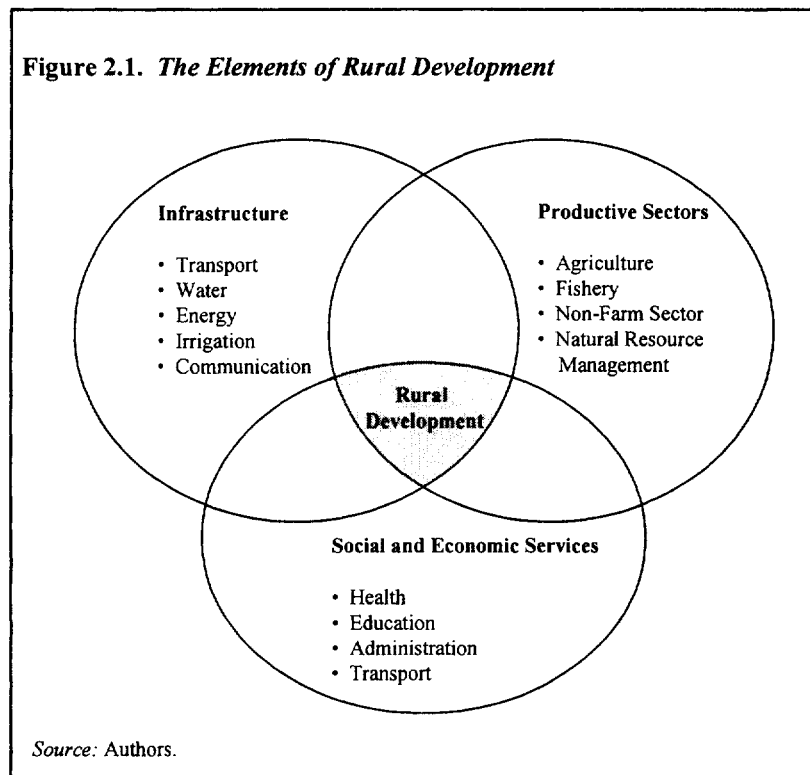 Figure 2.1. The Elements of Rural Development
Infrastructure
• Transport
• Water
• Energy
• Irrigation
• Communication
Productive Sectors
• Agriculture
• Fishery
• Non-Farm Sector
• Natural Resource
Management
Rural
Development
Social and Economic Services
• Health
• Education
• Administration
• Transport
Source: Authors.